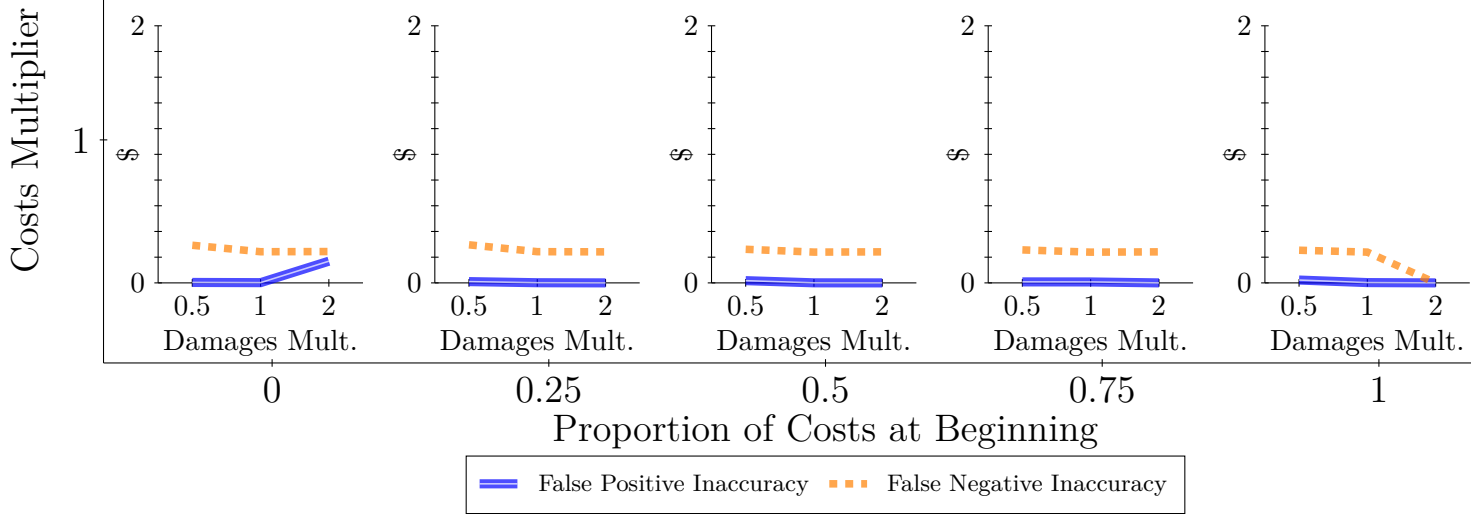 Costs Multiplier
1
2
$
0
0.5 1 2
Damages Mult.
2
$
0
0.5 1 2
Damages Mult.
2
$
0
0.5 1 2
Damages Mult.
2
$
0
0.5 1 2
Damages Mult.
2
$
0
0.5 1 2
Damages Mult.
0 0.25 0.5 0.75 1
Proportion of Costs at Beginning
False Positive Inaccuracy False Negative Inaccuracy